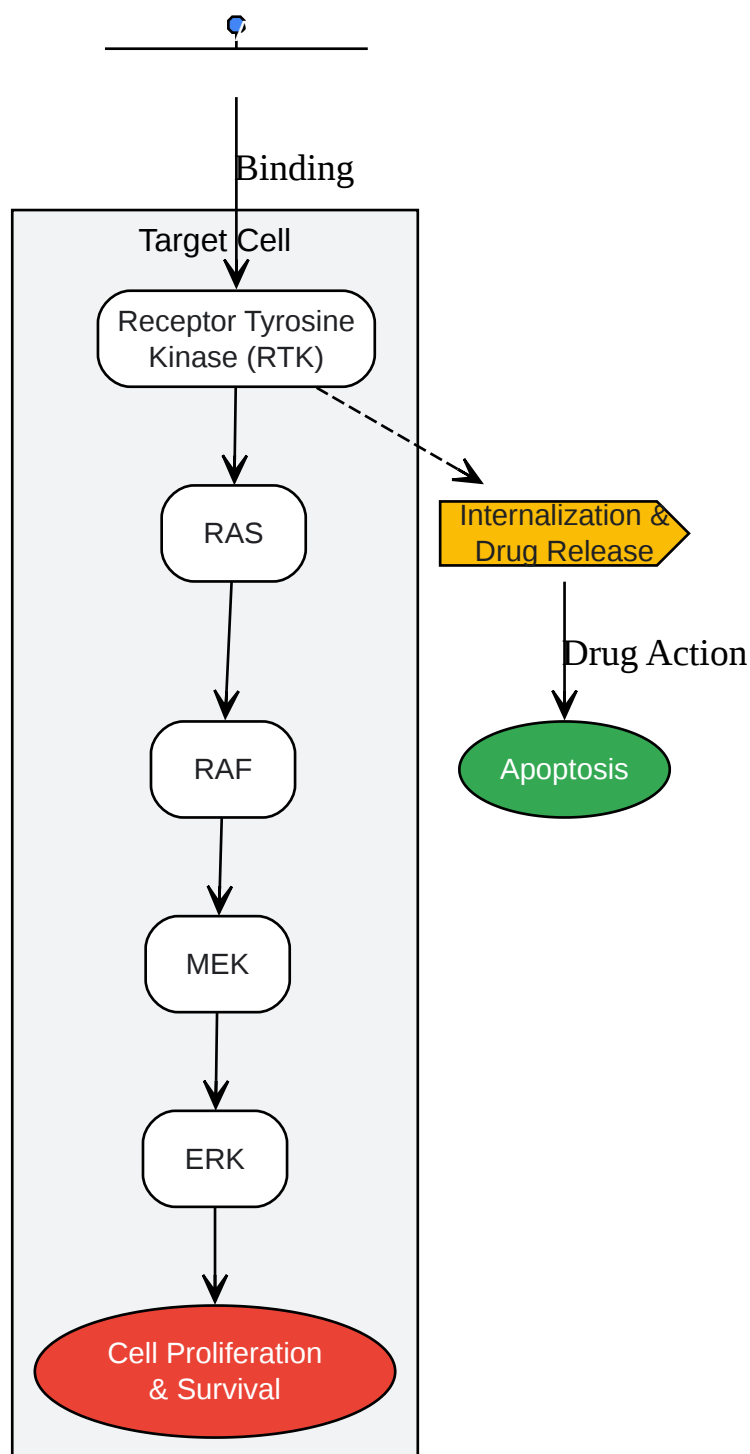 Binding
Target Cell
Receptor Tyrosine
Kinase (RTK)
RAS
Internalization &
Drug Release
Drug Action
RAF
Apoptosis
MEK
ERK
Cell Proliferation
& Survival